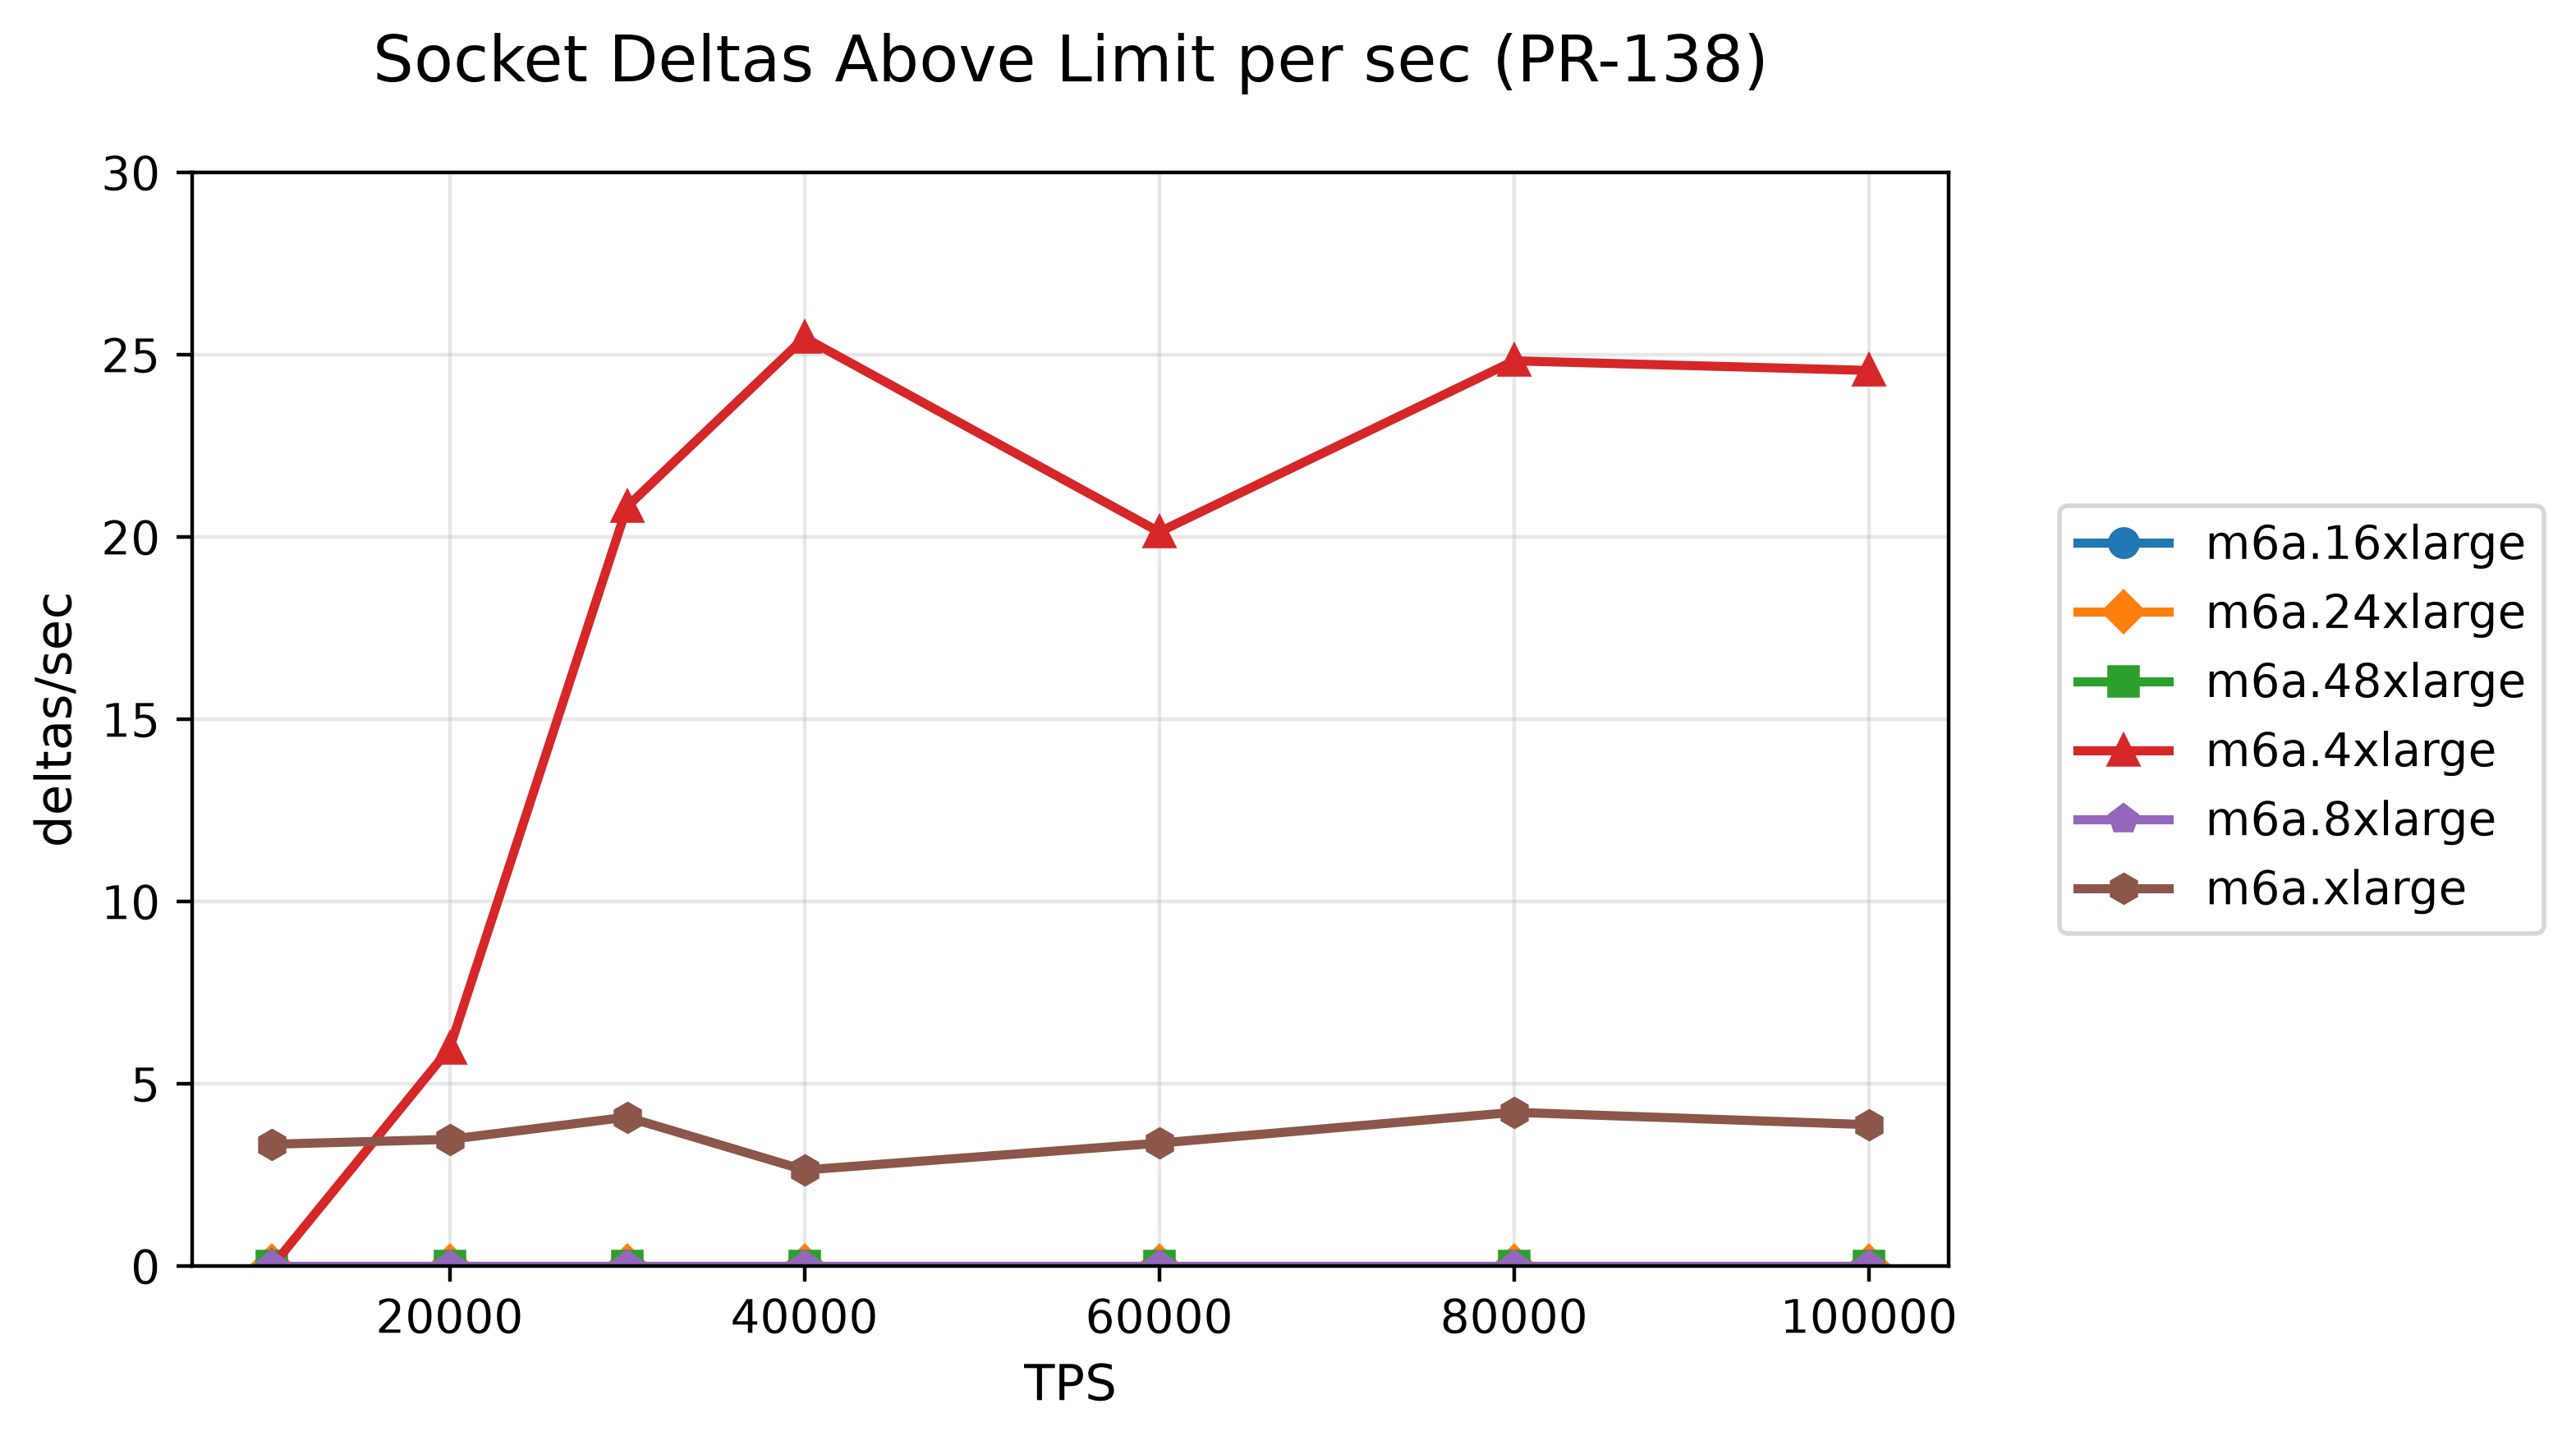 Socket Deltas Above Limit per sec (PR-138)
30
25
20
15
10
5
0
deltas/sec
20000 40000 60000 80000 100000
TPS
m6a.16xlarge
m6a.24xlarge
m6a.48xlarge
m6a.4xlarge
m6a.8xlarge
m6a.xlarge